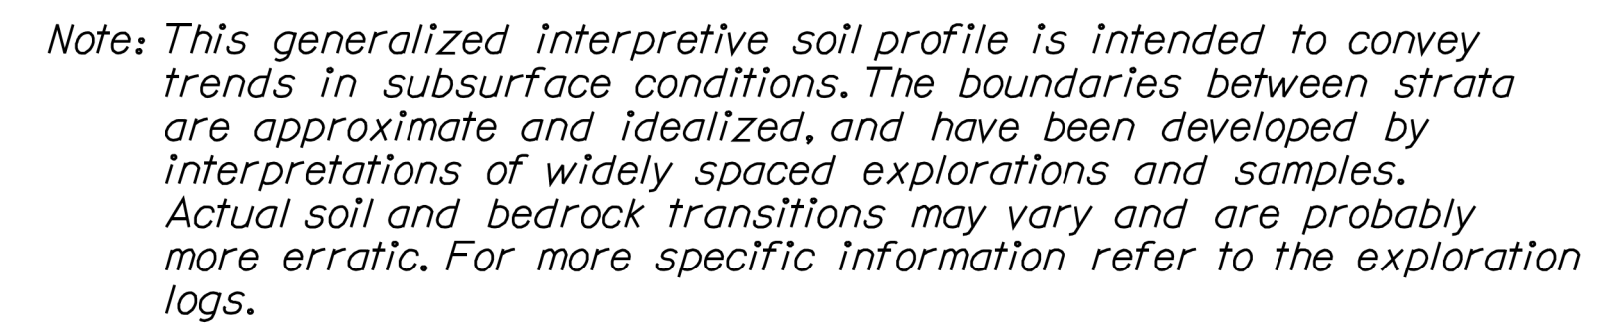 Note: This generalized interpretive soil profile is intended to convey
trends in subsurface conditions. The boundaries between strata
are approximate and idealized, and have been developed by
interpretations of widely spaced explorations and samples.
Actual soil and bedrock transitions may vary and are probably
more erratic. For more specific information refer to the exploration
logs.